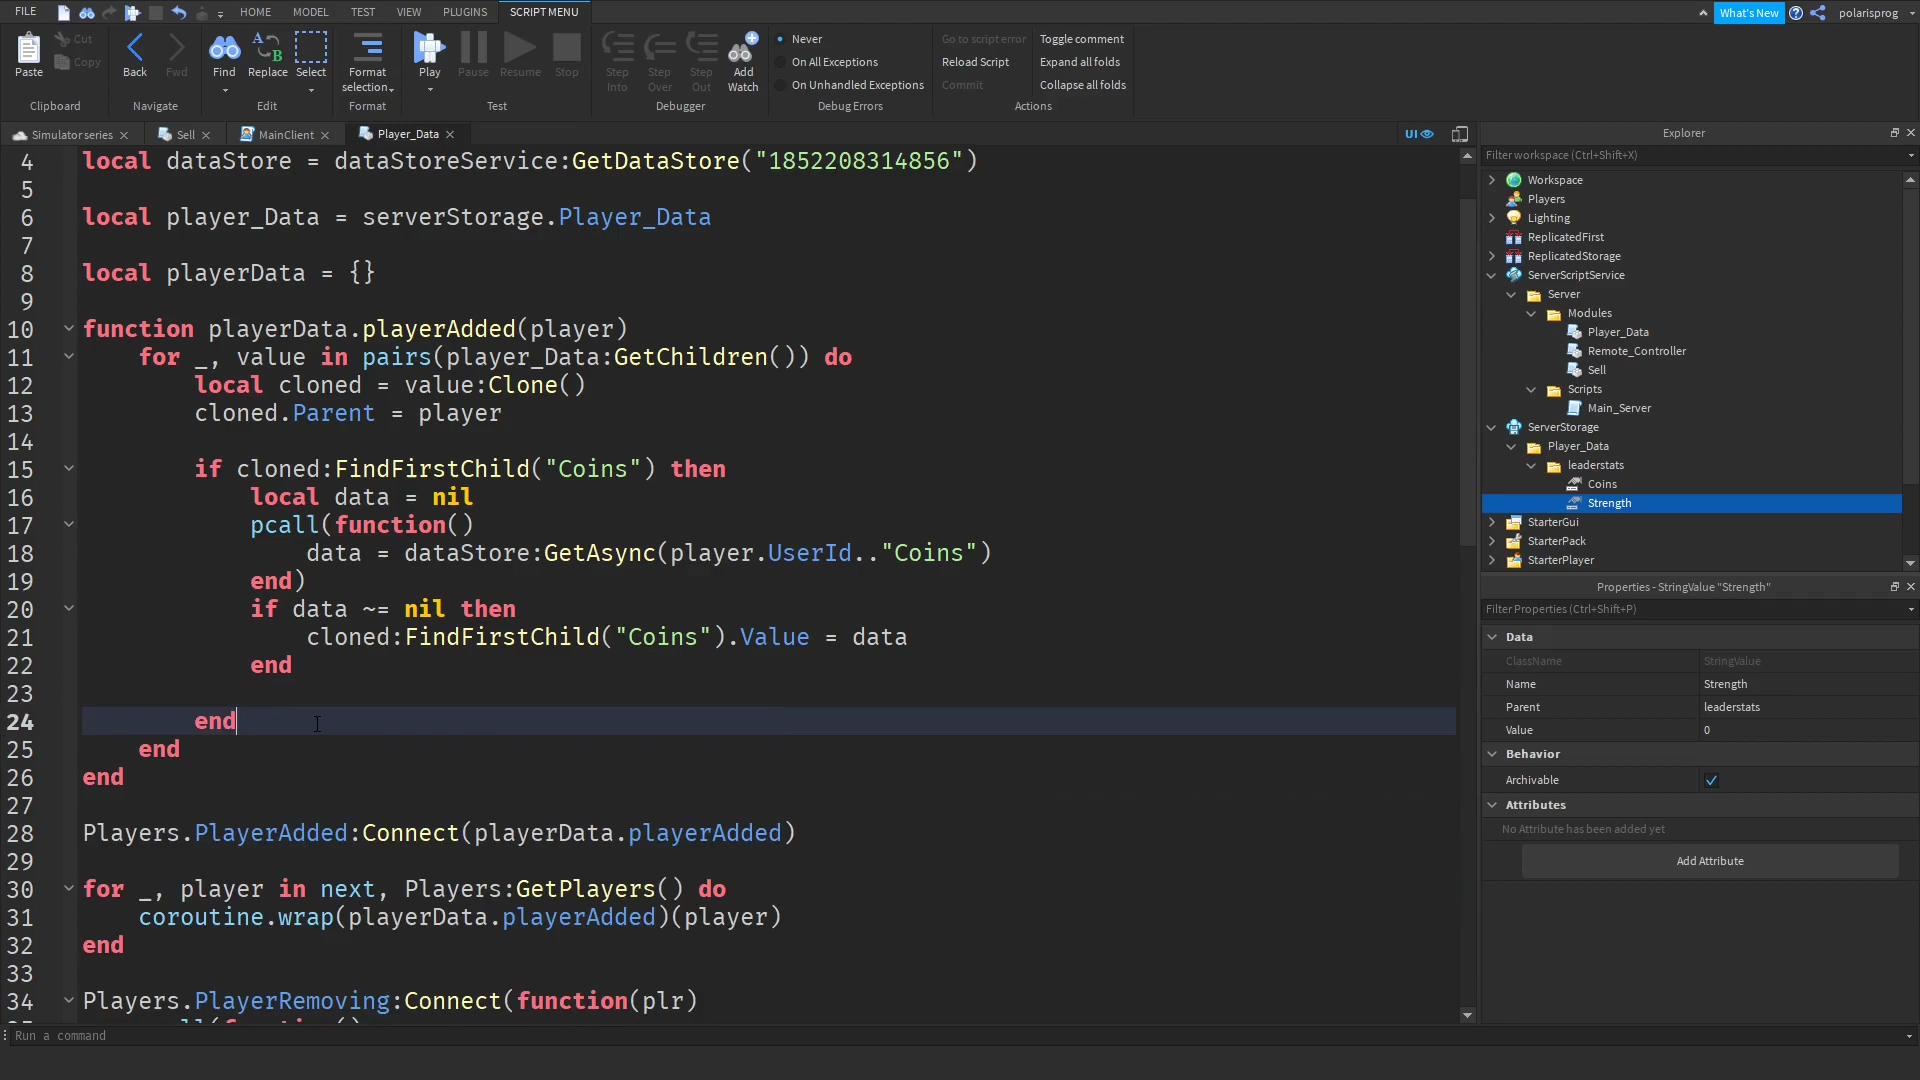 FILE HOME MODEL TEST VIEW PLUGINS SCRIPT MENU What's New polarisprog
Paste Cut Copy Back Fwd Find Replace Select Format selection Play Pause Resume Stop Step Into Step Over Step Out Add Watch
Never Go to script error Toggle comment
On All Exceptions Reload Script Expand all folds
On Unhandled Exceptions Commit Collapse all folds
Clipboard Navigate Edit Format Test Debugger Debug Errors Actions
Simulator series Sell MainClient Player_Data UI
4 local dataStore = dataStoreService:GetDataStore("1852208314856")
5
6 local player_Data = serverStorage.Player_Data
7
8 local playerData = {}
9
10 function playerData.playerAdded(player)
11 for _, value in pairs(player_Data:GetChildren()) do
12 local cloned = value:Clone()
13 cloned.Parent = player
14
15 if cloned:FindFirstChild("Coins") then
16 local data = nil
17 pcall(function()
18 data = dataStore:GetAsync(player.UserId.."Coins")
19 end)
20 if data ~= nil then
21 cloned:FindFirstChild("Coins").Value = data
22 end
23
24 end
25 end
26 end
27
28 Players.PlayerAdded:Connect(playerData.playerAdded)
29
30 for _, player in next, Players:GetPlayers() do
31 coroutine.wrap(playerData.playerAdded)(player)
32 end
33
34 Players.PlayerRemoving:Connect(function(plr)
Run a command
Explorer
Filter workspace (Ctrl+Shift+X)
Workspace
Players
Lighting
ReplicatedFirst
ReplicatedStorage
ServerScriptService
Server
Modules
Player_Data
Remote_Controller
Sell
Scripts
Main_Server
ServerStorage
Player_Data
leaderstats
Coins
Strength
StarterGui
StarterPack
StarterPlayer
Properties - StringValue "Strength"
Filter Properties (Ctrl+Shift+P)
Data
ClassName StringValue
Name Strength
Parent leaderstats
Value 0
Behavior
Archivable
Attributes
No Attribute has been added yet
Add Attribute